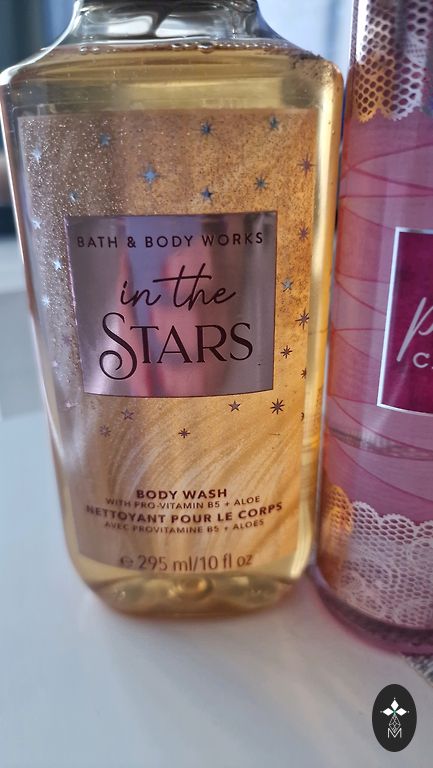 BATH & BODY WORKS
in the
STARS
BODY WASH
WITH PRO-VITAMIN B5 + ALOE
NETTOYANT POUR LE CORPS
AVEC PROVITAMINE B5 + ALOES
℮ 295 ml/10 fl oz